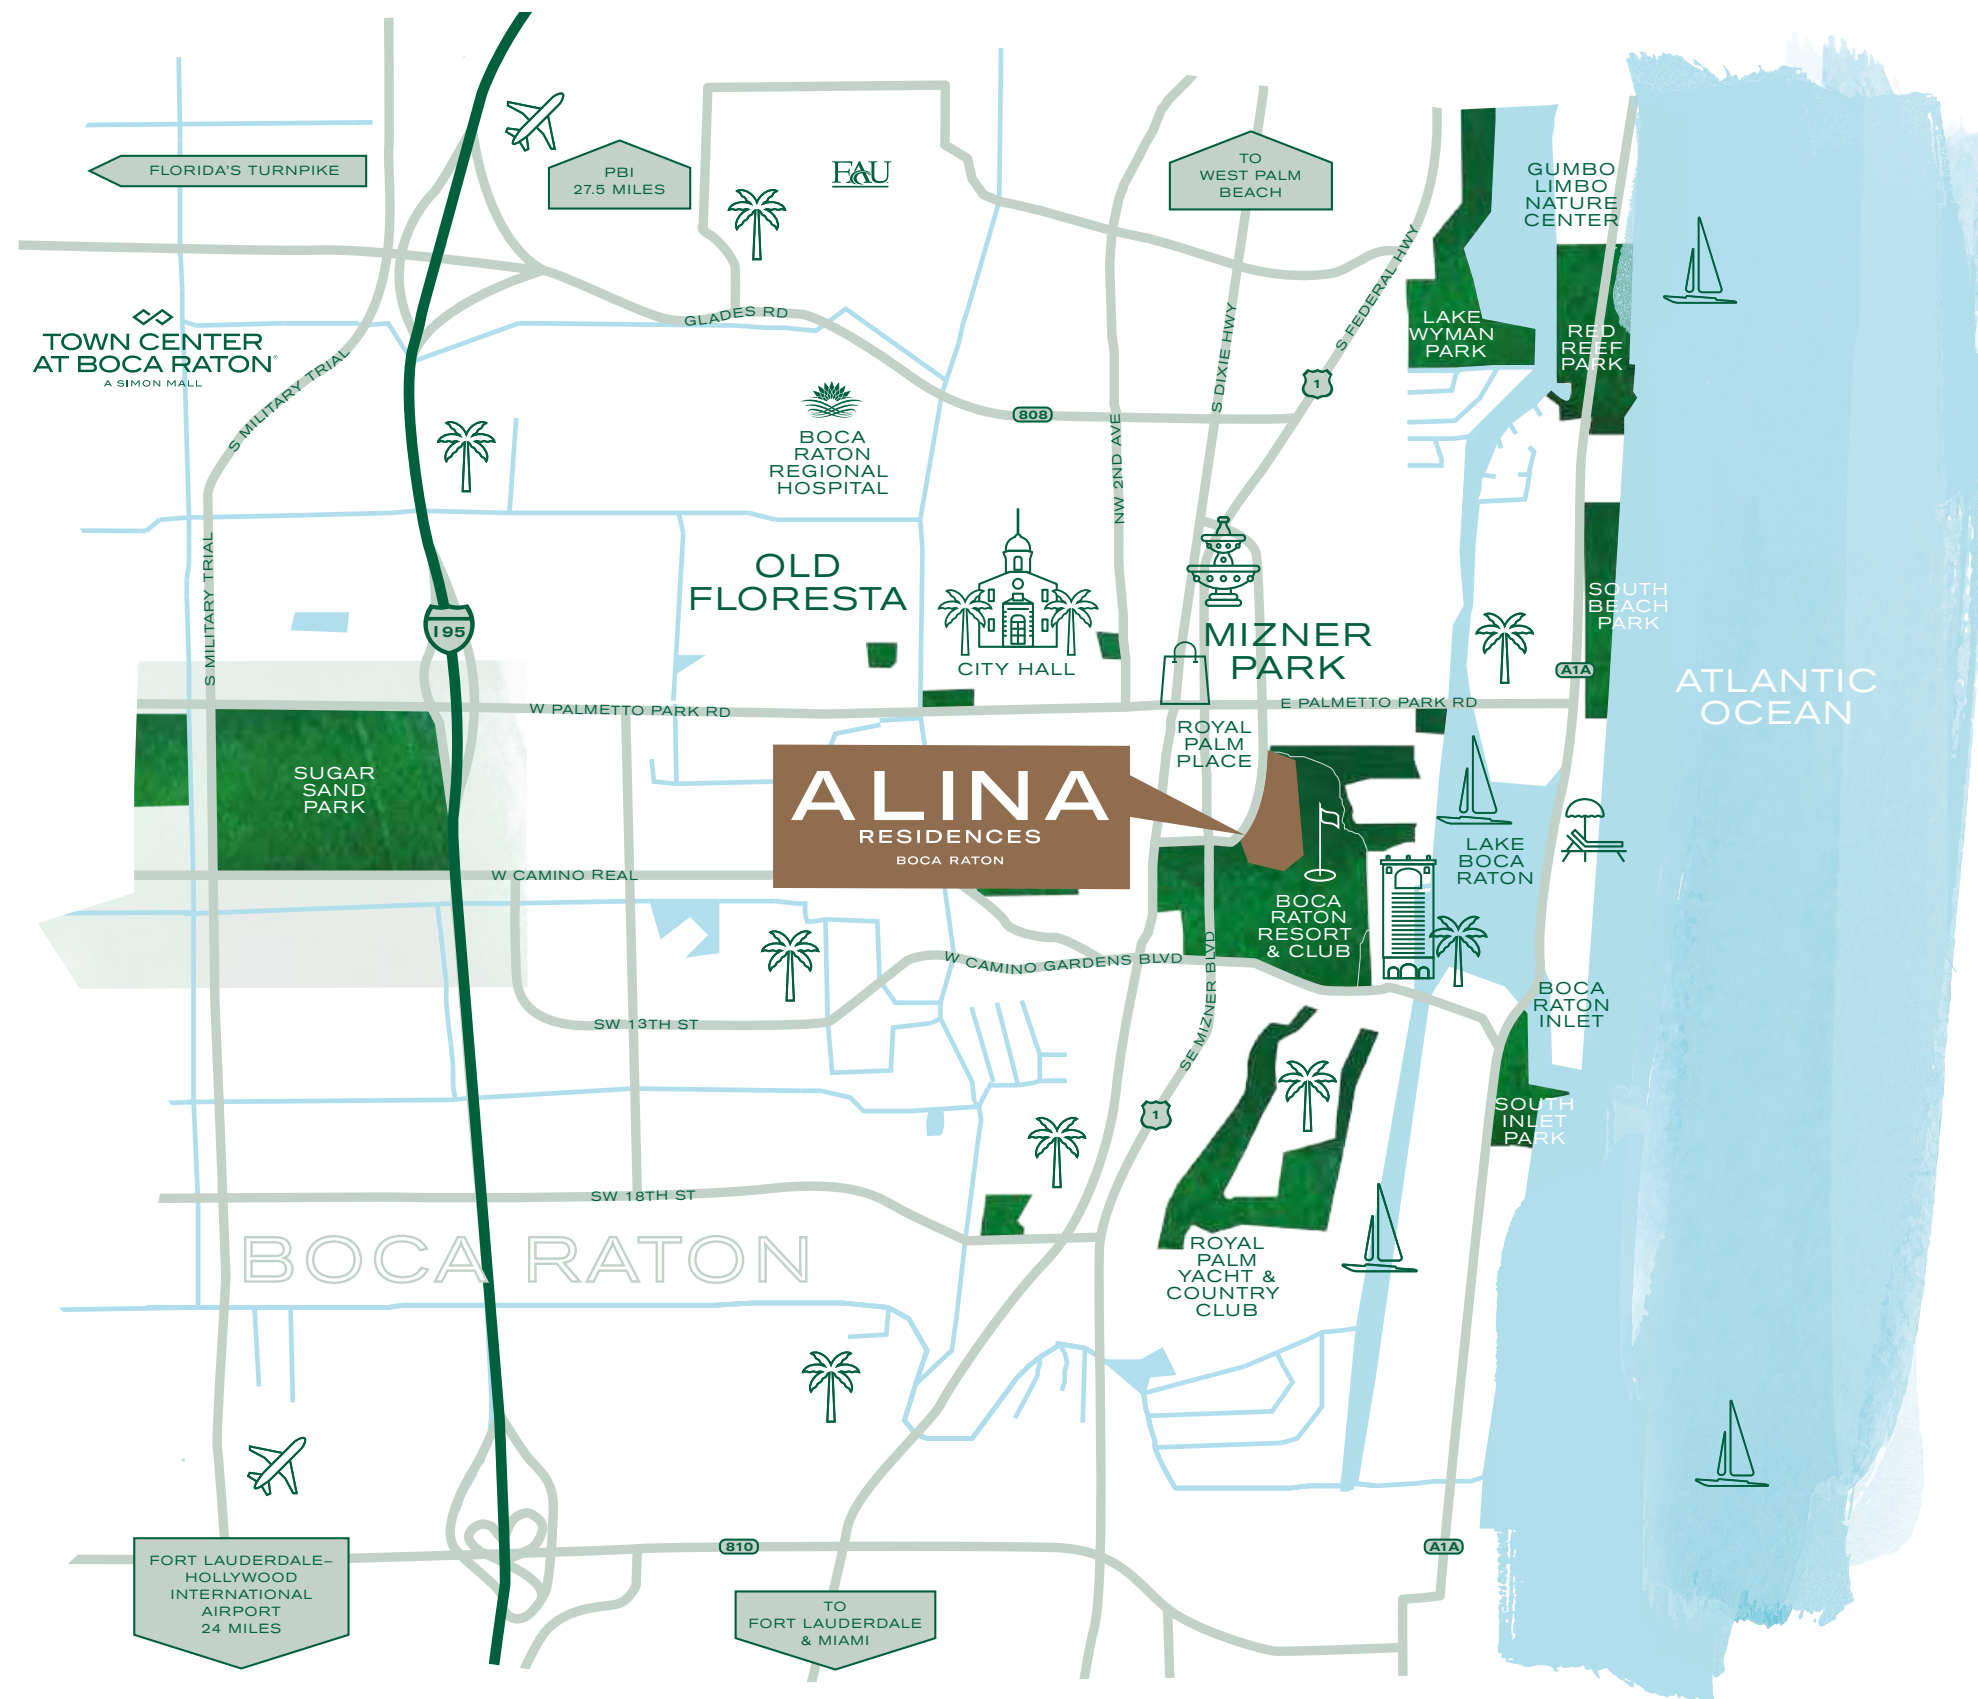 FLORIDA'S TURNPIKE
PBI
27.5 MILES
FAU
TO
WEST PALM
BEACH
GUMBO
LIMBO
NATURE
CENTER
TOWN CENTER
AT BOCA RATON®
A SIMON MALL
S MILITARY TRIAL
GLADES RD
808
BOCA
RATON
REGIONAL
HOSPITAL
NW 2ND AVE
S DIXIE HWY
S FEDERAL HWY
1
LAKE
WYMAN
PARK
RED
REEF
PARK
S MILITARY TRIAL
I 95
OLD
FLORESTA
CITY HALL
MIZNER
PARK
SOUTH
BEACH
PARK
A1A
ATLANTIC
OCEAN
W PALMETTO PARK RD
E PALMETTO PARK RD
ROYAL
PALM
PLACE
SUGAR
SAND
PARK
ALINA
RESIDENCES
BOCA RATON
LAKE
BOCA
RATON
W CAMINO REAL
BOCA
RATON
RESORT
& CLUB
W CAMINO GARDENS BLVD
SE MIZNER BLVD
BOCA
RATON
INLET
SW 13TH ST
1
SOUTH
INLET
PARK
SW 18TH ST
BOCA RATON
ROYAL
PALM
YACHT &
COUNTRY
CLUB
810
A1A
FORT LAUDERDALE–
HOLLYWOOD
INTERNATIONAL
AIRPORT
24 MILES
TO
FORT LAUDERDALE
& MIAMI